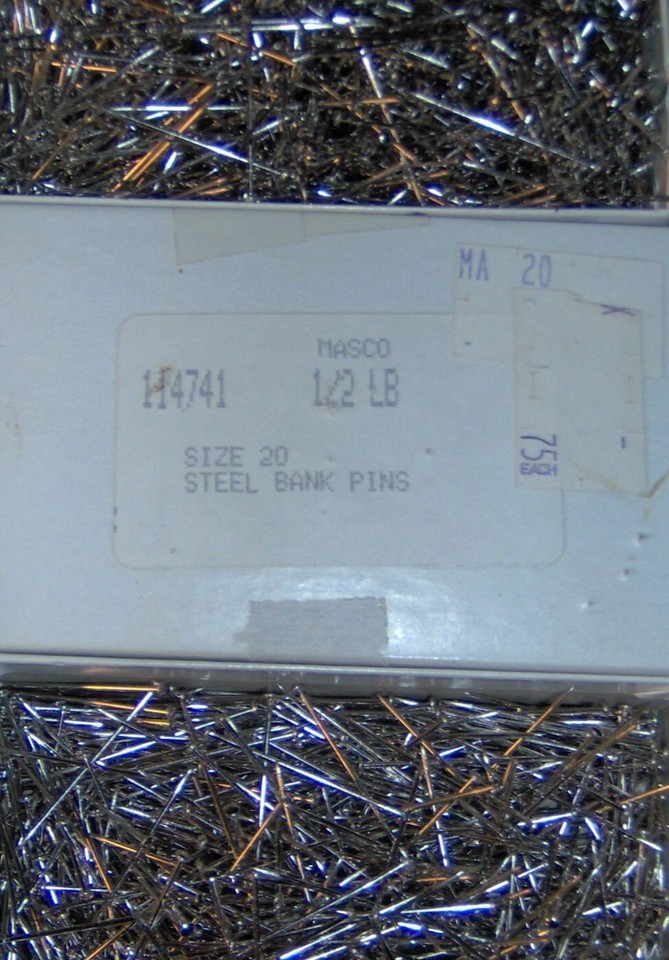 MA 20
K
MASCO
114741 1/2 LB
75
EACH
SIZE 20
STEEL BANK PINS